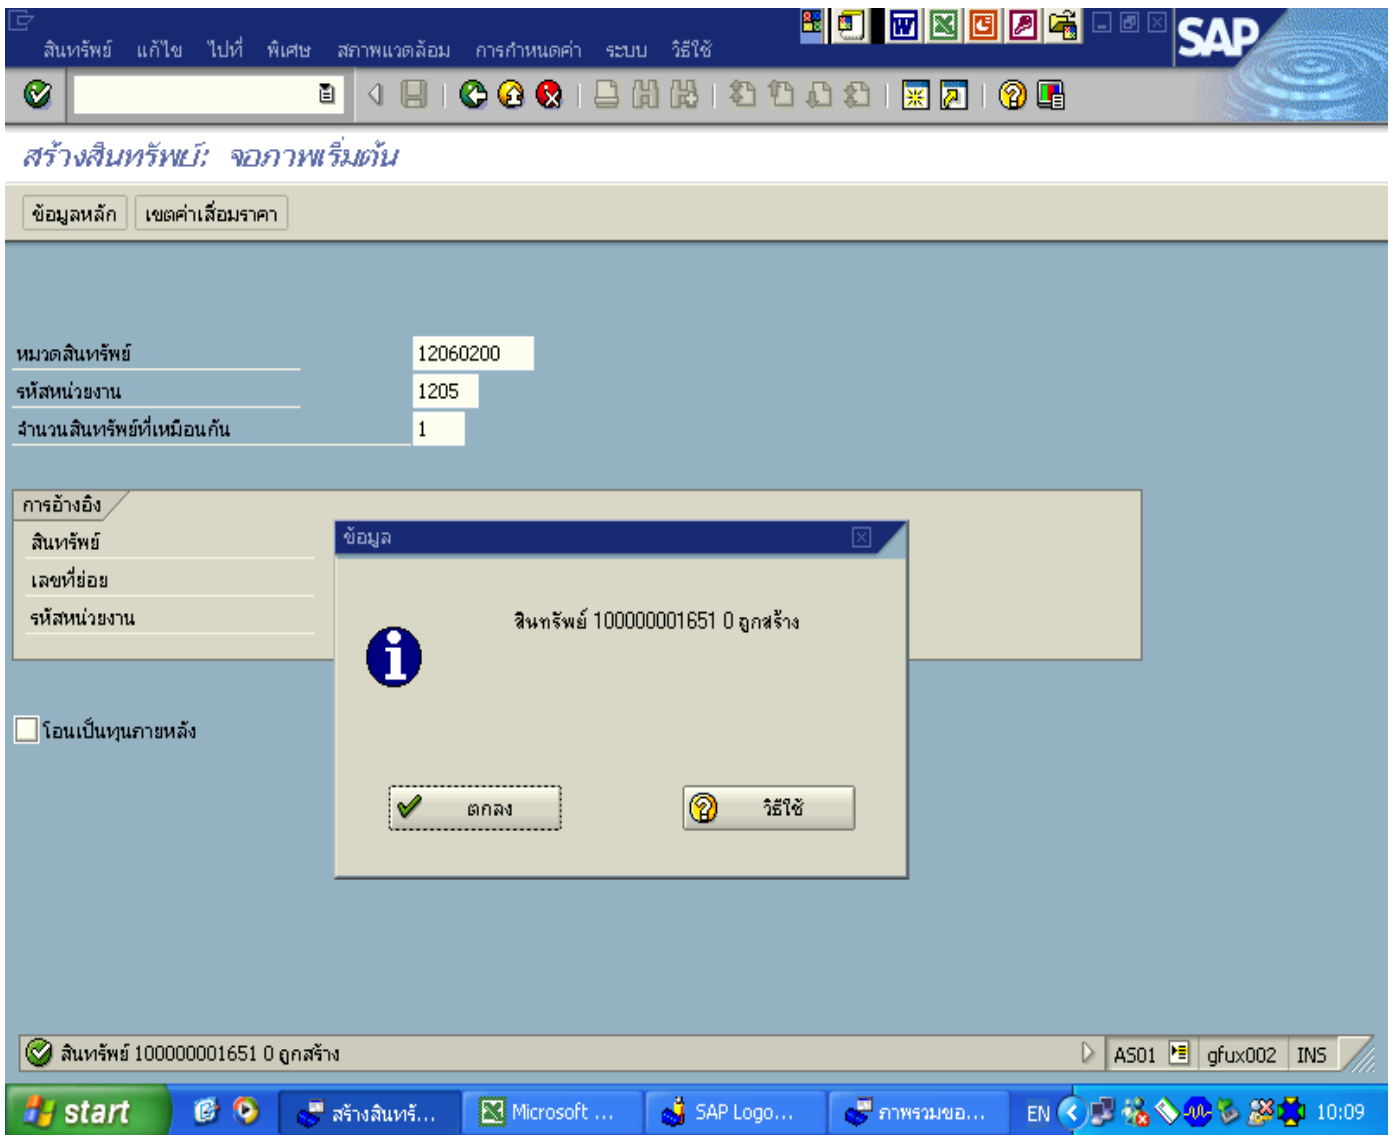 สินทรัพย์ แก้ไข ไปที่ พิเศษ สภาพแวดล้อม การกำหนดค่า ระบบ วิธีใช้
SAP
สร้างสินทรัพย์: จอภาพเริ่มต้น
ข้อมูลหลัก เขตค่าเสื่อมราคา
หมวดสินทรัพย์ 12060200
รหัสหน่วยงาน 1205
จำนวนสินทรัพย์ที่เหมือนกัน 1
การอ้างอิง
สินทรัพย์
เลขที่ย่อย
รหัสหน่วยงาน
ข้อมูล
สินทรัพย์ 100000001651 0 ถูกสร้าง
ตกลง วิธีใช้
โอนเป็นทุนภายหลัง
สินทรัพย์ 100000001651 0 ถูกสร้าง AS01 gfux002 INS
start สร้างสินทรั... Microsoft ... SAP Logo... ภาพรวมขอ... EN 10:09